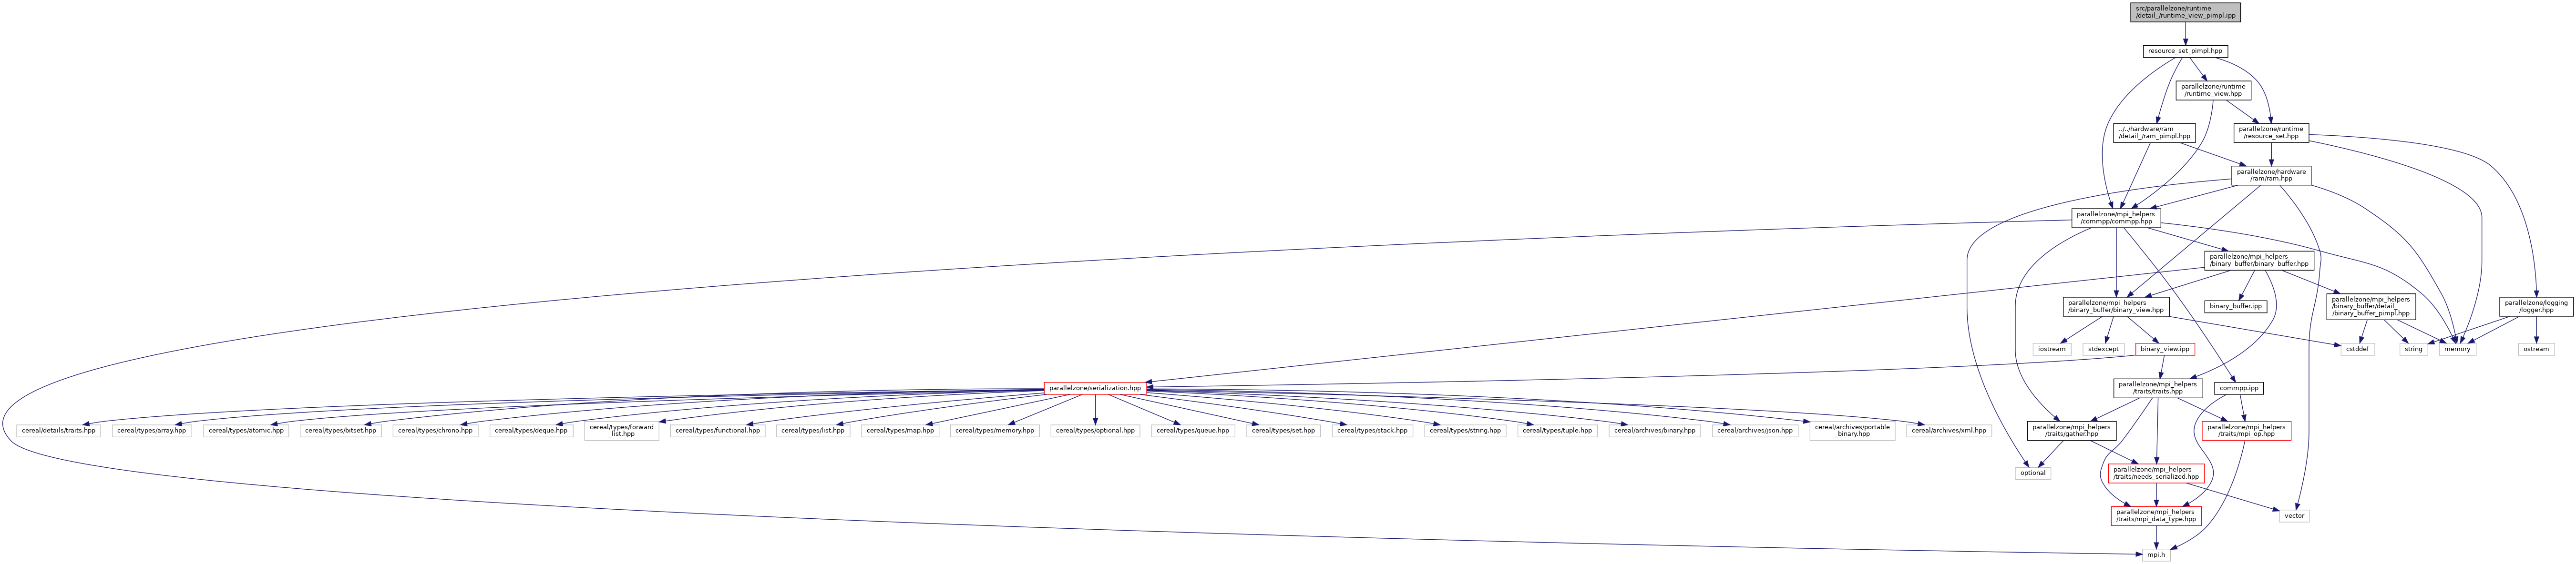 src/parallelzone/runtime
/detail_/runtime_view_pimpl.ipp
resource_set_pimpl.hpp
parallelzone/runtime
/runtime_view.hpp
../../hardware/ram
/detail_/ram_pimpl.hpp
parallelzone/runtime
/resource_set.hpp
parallelzone/hardware
/ram/ram.hpp
parallelzone/mpi_helpers
/commpp/commpp.hpp
parallelzone/mpi_helpers
/binary_buffer/binary_buffer.hpp
parallelzone/mpi_helpers
/binary_buffer/binary_view.hpp
binary_buffer.ipp
parallelzone/mpi_helpers
/binary_buffer/detail_
/binary_buffer_pimpl.hpp
parallelzone/logging
/logger.hpp
iostream
stdexcept
binary_view.ipp
cstddef
string
memory
ostream
parallelzone/serialization.hpp
parallelzone/mpi_helpers
/traits/traits.hpp
commpp.ipp
cereal/details/traits.hpp
cereal/types/array.hpp
cereal/types/atomic.hpp
cereal/types/bitset.hpp
cereal/types/chrono.hpp
cereal/types/deque.hpp
cereal/types/forward
_list.hpp
cereal/types/functional.hpp
cereal/types/list.hpp
cereal/types/map.hpp
cereal/types/memory.hpp
cereal/types/optional.hpp
cereal/types/queue.hpp
cereal/types/set.hpp
cereal/types/stack.hpp
cereal/types/string.hpp
cereal/types/tuple.hpp
cereal/archives/binary.hpp
cereal/archives/json.hpp
cereal/archives/portable
_binary.hpp
cereal/archives/xml.hpp
parallelzone/mpi_helpers
/traits/gather.hpp
parallelzone/mpi_helpers
/traits/mpi_op.hpp
optional
parallelzone/mpi_helpers
/traits/needs_serialized.hpp
parallelzone/mpi_helpers
/traits/mpi_data_type.hpp
vector
mpi.h